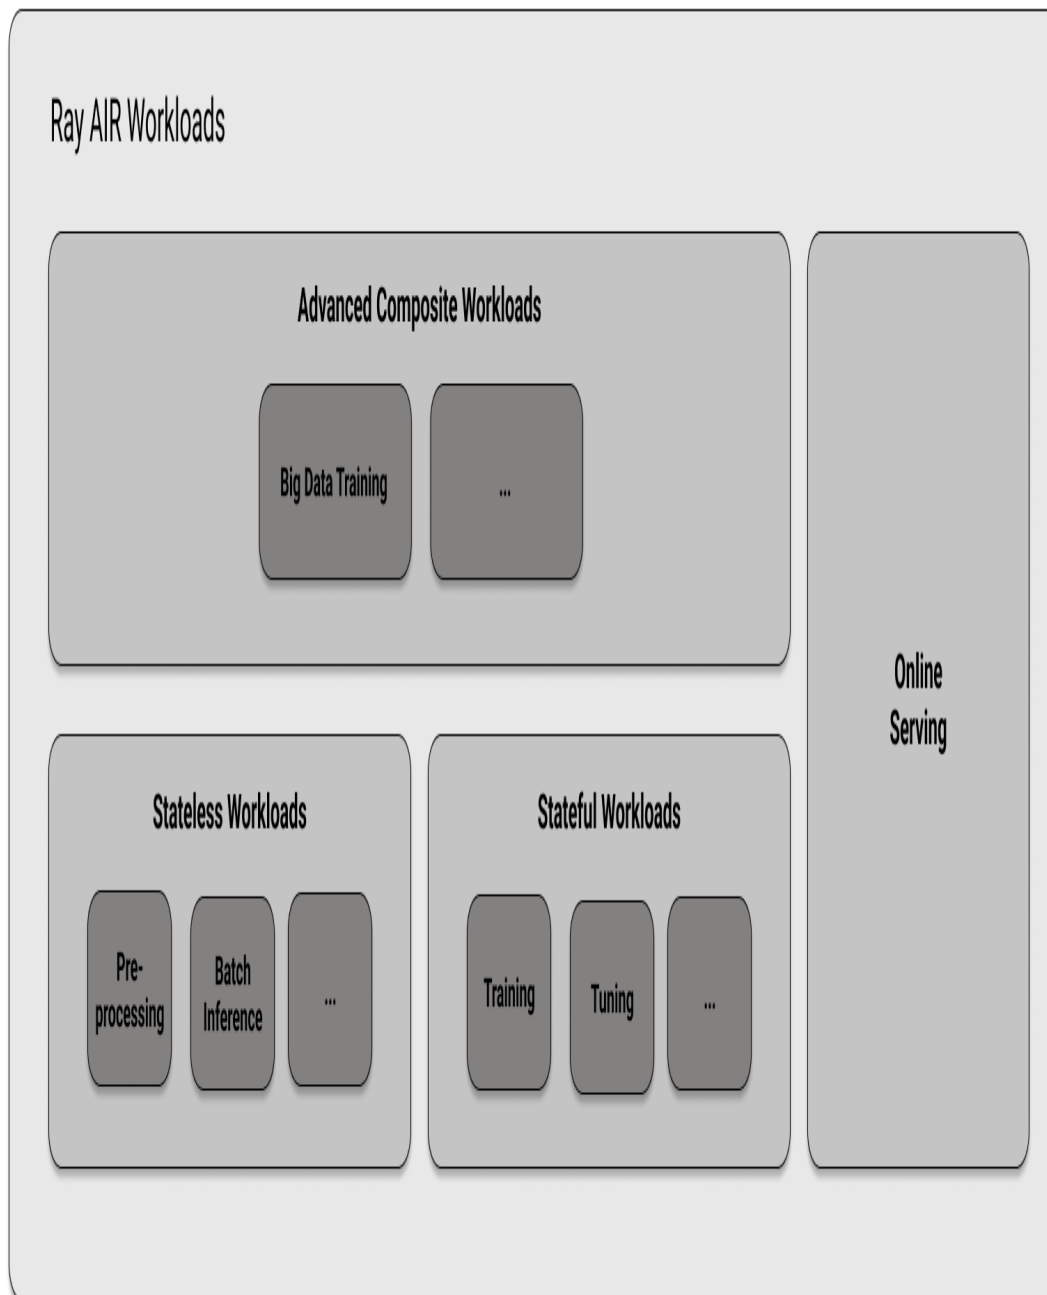 Ray AIR Workloads
Advanced Composite Workloads
Big Data Training
...
Online
Serving
Stateless Workloads
Pre-
processing
Batch
Inference
...
Stateful Workloads
Training
Tuning
...